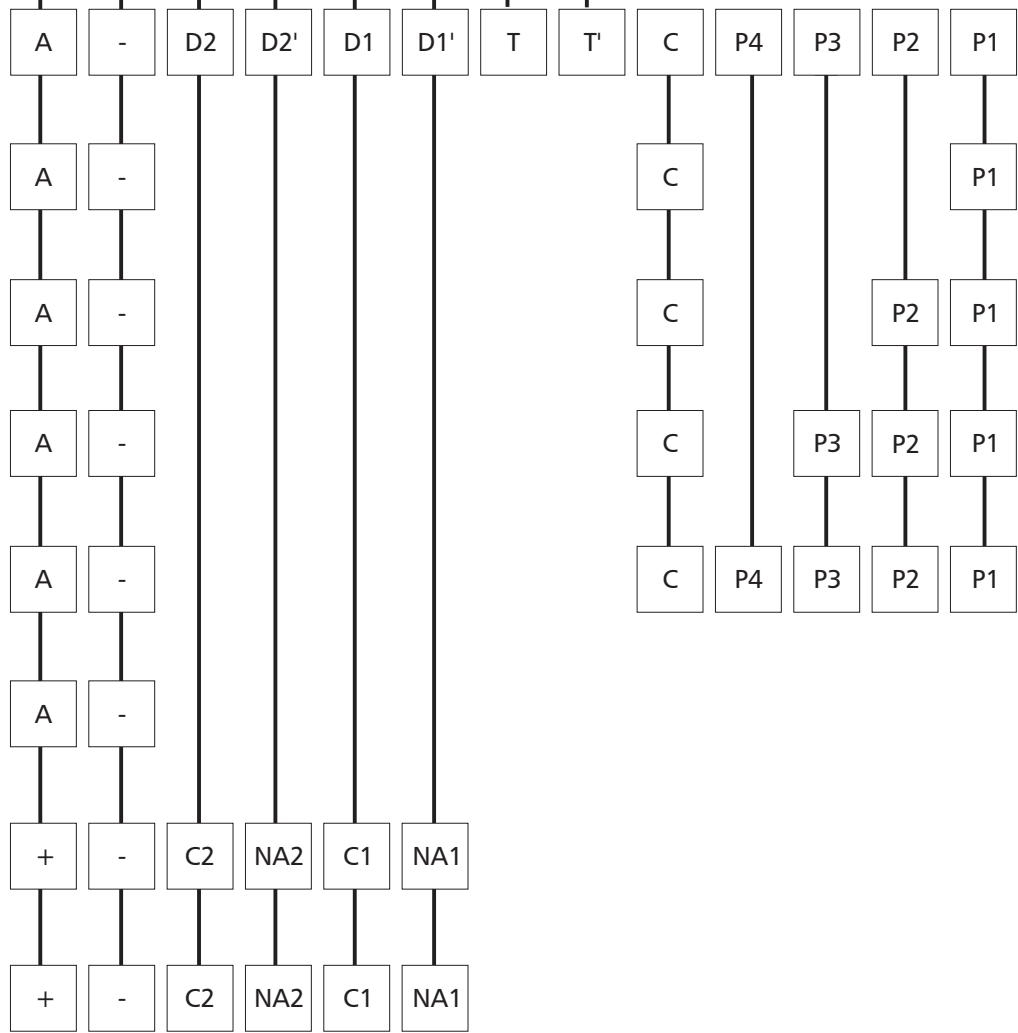 A - D2 D2' D1 D1' T T' C P4 P3 P2 P1
A - C P1
A - C P2 P1
A - C P3 P2 P1
A - C P4 P3 P2 P1
A -
+ - C2 NA2 C1 NA1
+ - C2 NA2 C1 NA1